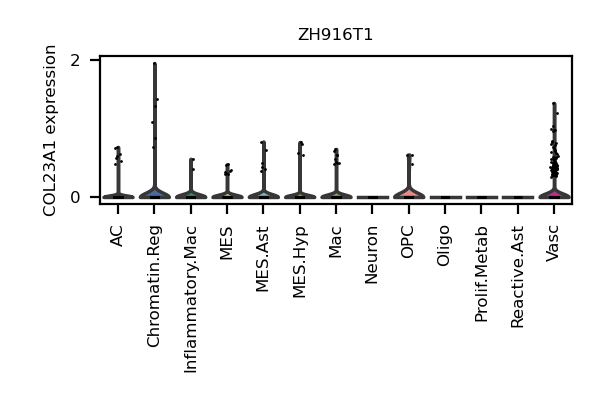 ZH916T1
COL23A1 expression
2
0
AC
Chromatin.Reg
Inflammatory.Mac
MES
MES.Ast
MES.Hyp
Mac
Neuron
OPC
Oligo
Prolif.Metab
Reactive.Ast
Vasc